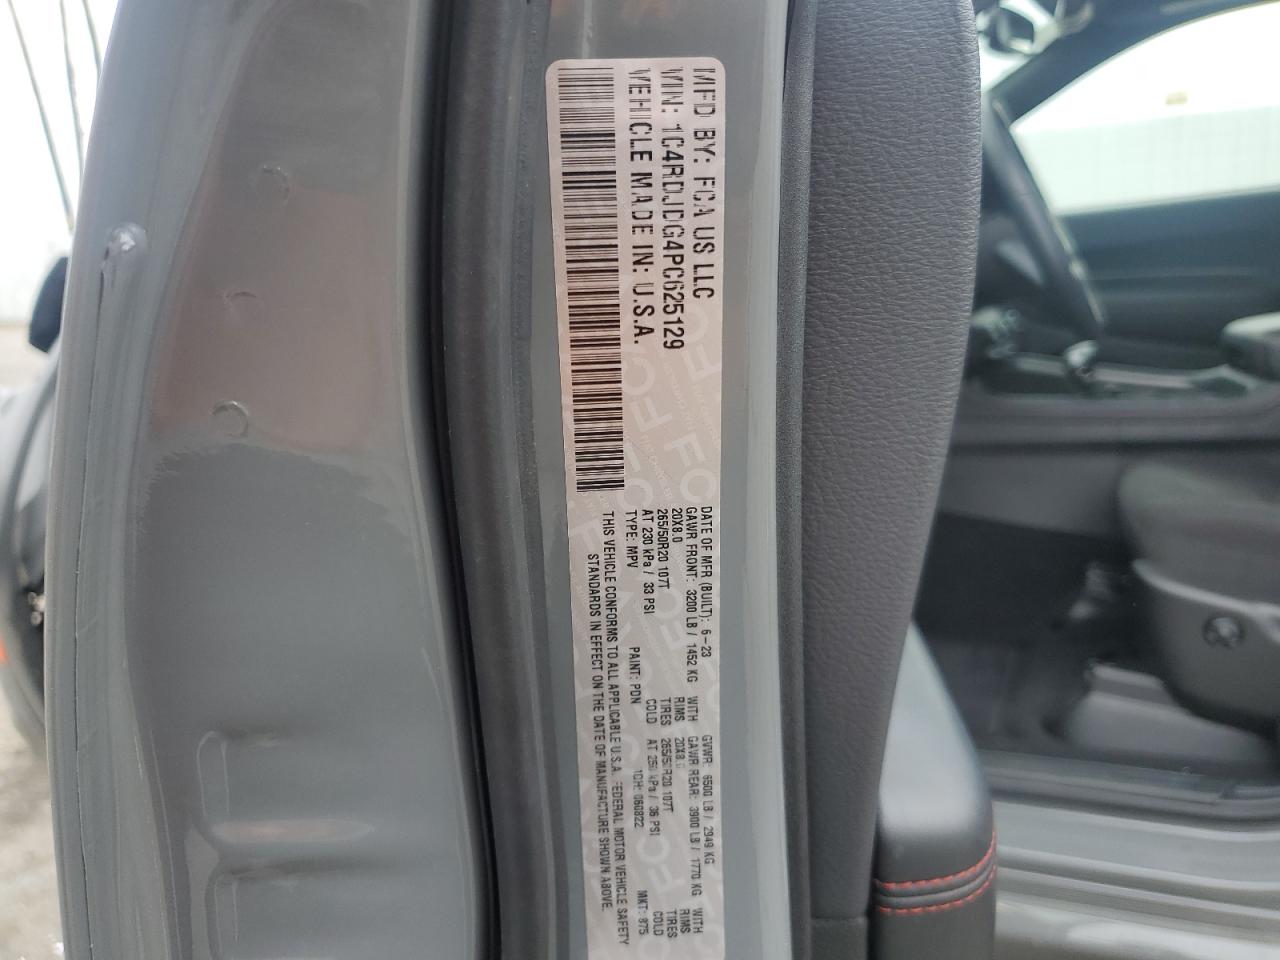 MFD BY: FCA US LLC
VIN: 1C4RDJDG4PC625129
VEHICLE MADE IN: U.S.A.
DATE OF MFR (BUILT): 6-23 GVWR: 6500 LB / 2949 KG
GAWR FRONT: 3200 LB / 1452 KG WITH GAWR REAR: 3900 LB / 1770 KG WITH
20X8.0 RIMS 20X8.0 RIMS
265/50R20 107T TIRES 265/50R20 107T TIRES
AT 230 kPa / 33 PSI COLD AT 250 kPa / 36 PSI COLD
TYPE: MPV PAINT: PDN 1DH: 060822 MKT: 875
THIS VEHICLE CONFORMS TO ALL APPLICABLE U.S.A. FEDERAL MOTOR VEHICLE SAFETY
STANDARDS IN EFFECT ON THE DATE OF MANUFACTURE SHOWN ABOVE.